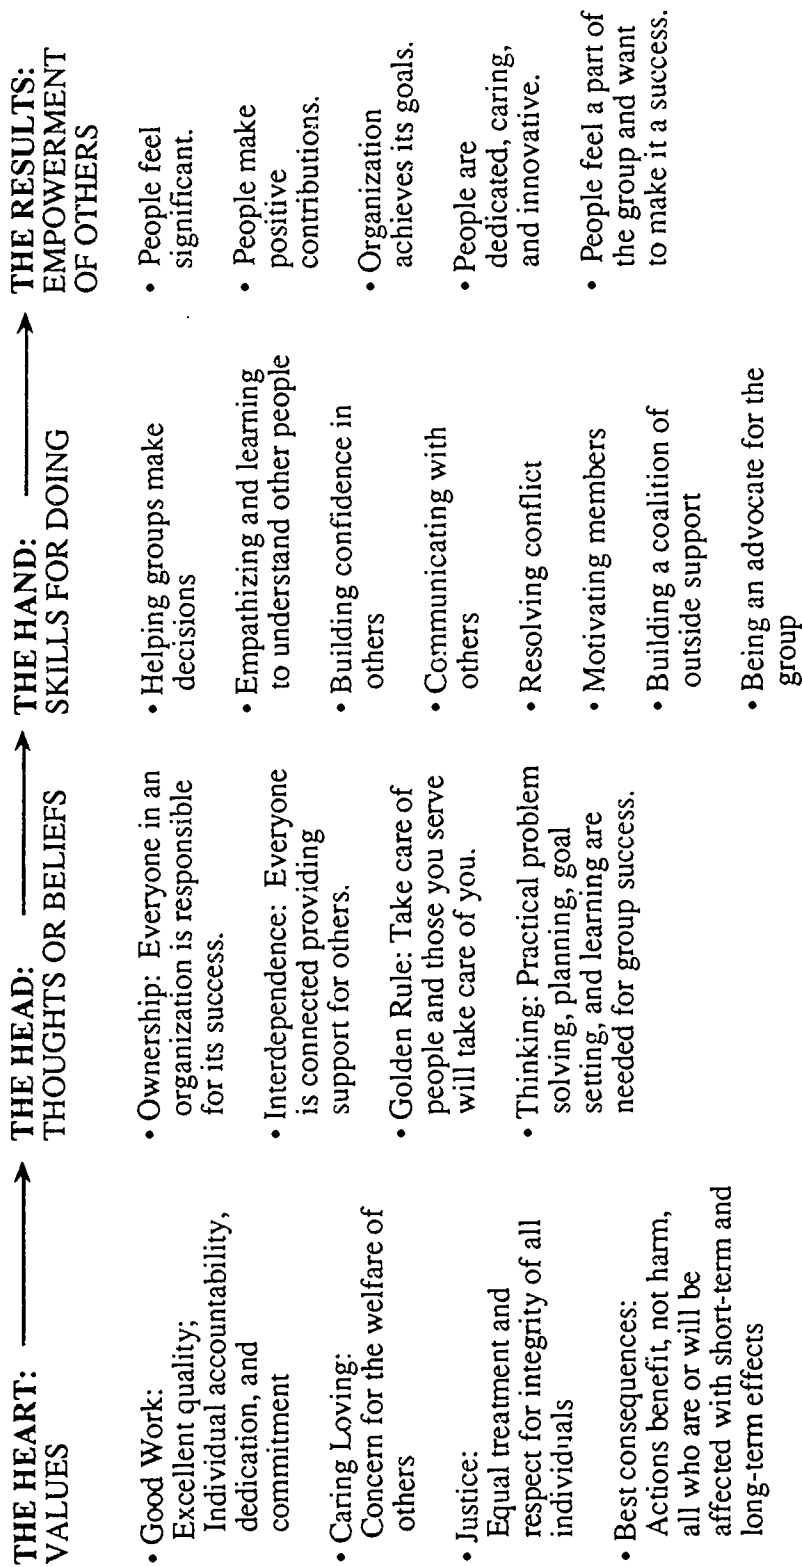 THE HEART:
VALUES
• Good Work:
Excellent quality;
Individual accountability,
dedication, and
commitment
• Caring Loving:
Concern for the welfare of
others
• Justice:
Equal treatment and
respect for integrity of all
individuals
• Best consequences:
Actions benefit, not harm,
all who are or will be
affected with short-term and
long-term effects
THE HEAD:
THOUGHTS OR BELIEFS
• Ownership: Everyone in an
organization is responsible
for its success.
• Interdependence: Everyone
is connected providing
support for others.
• Golden Rule: Take care of
people and those you serve
will take care of you.
• Thinking: Practical problem
solving, planning, goal
setting, and learning are
needed for group success.
THE HAND:
SKILLS FOR DOING
• Helping groups make
decisions
• Empathizing and learning
to understand other people
• Building confidence in
others
• Communicating with
others
• Resolving conflict
• Motivating members
• Building a coalition of
outside support
• Being an advocate for the
group
THE RESULTS:
EMPOWERMENT
OF OTHERS
• People feel
significant.
• People make
positive
contributions.
• Organization
achieves its goals.
• People are
dedicated, caring,
and innovative.
• People feel a part of
the group and want
to make it a success.